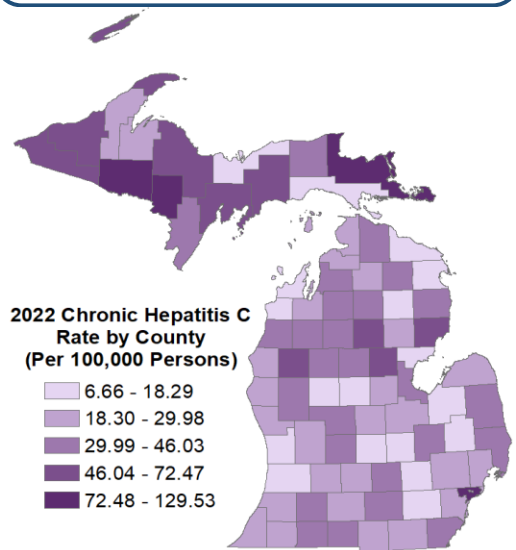 2022 Chronic Hepatitis C
Rate by County
(Per 100,000 Persons)
6.66 - 18.29
18.30 - 29.98
29.99 - 46.03
46.04 - 72.47
72.48 - 129.53